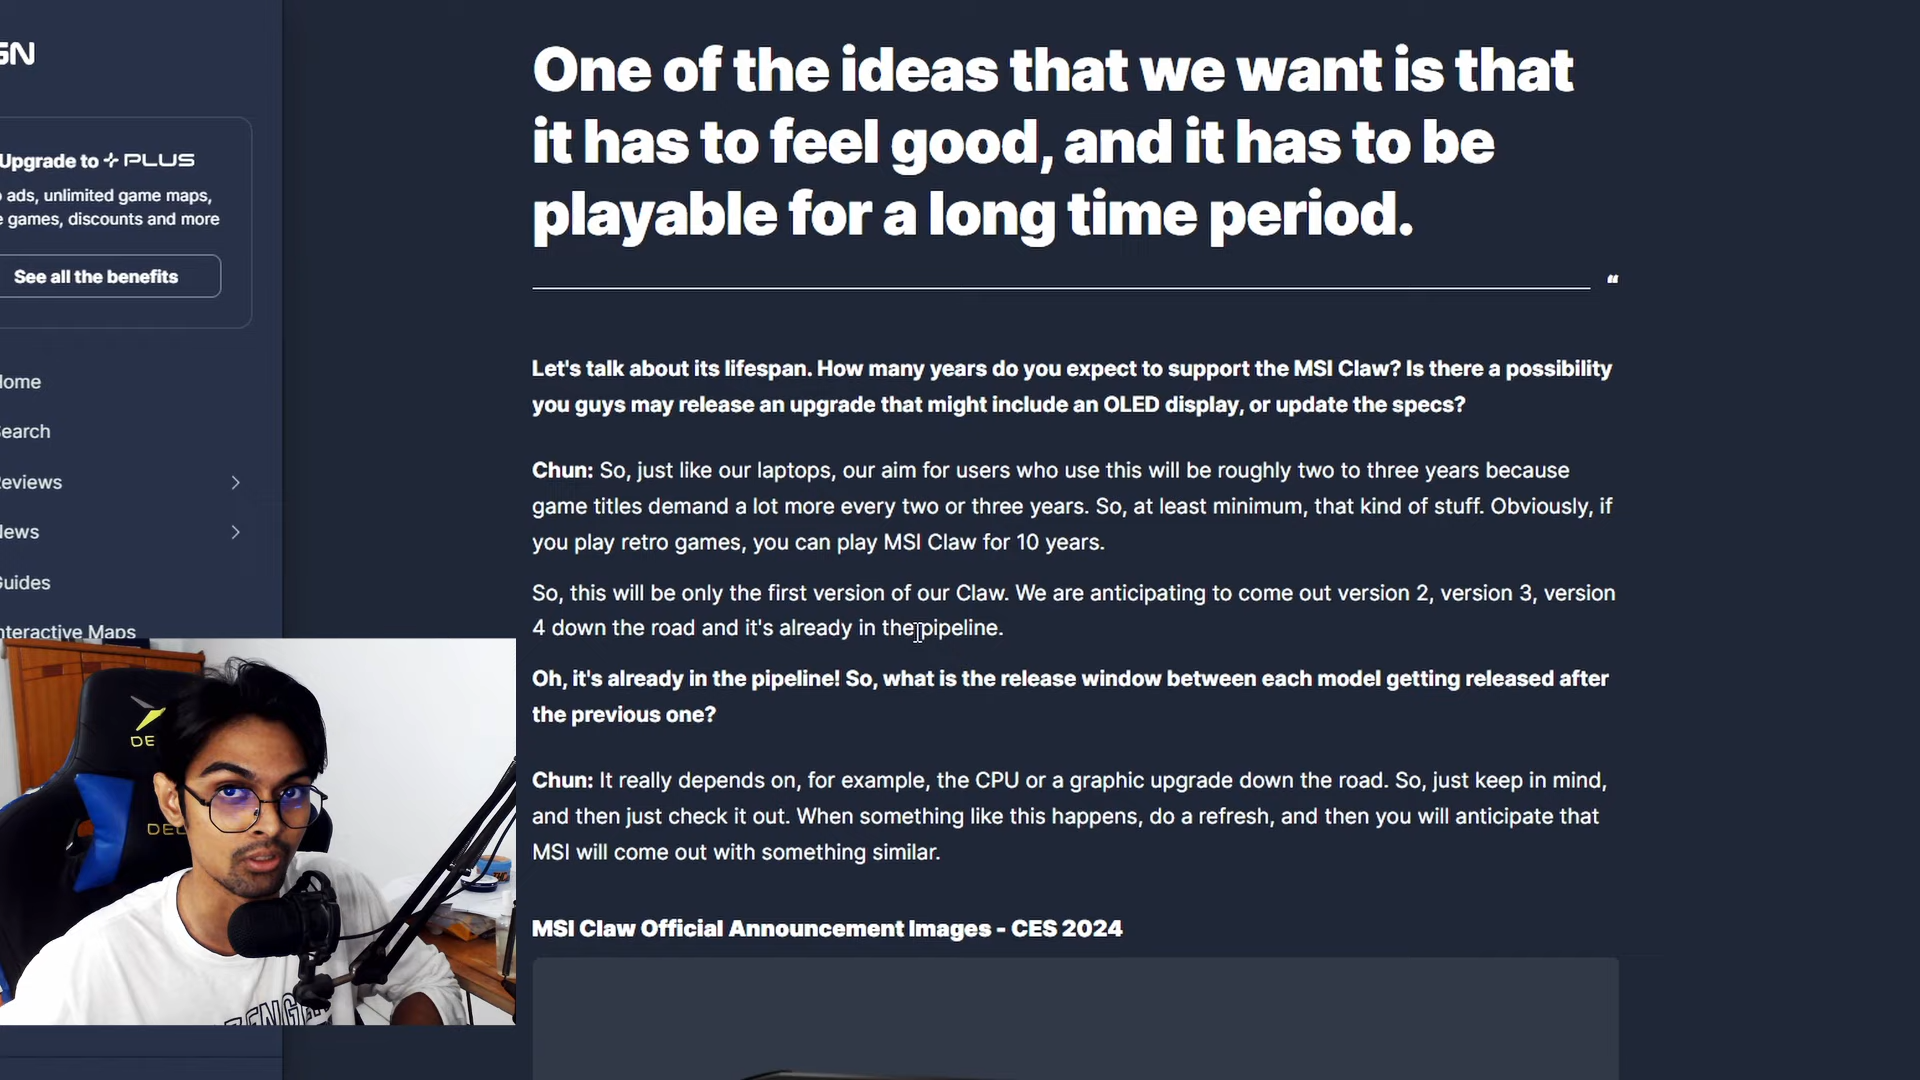 GN
Upgrade to + PLUS
ads, unlimited game maps,
games, discounts and more
See all the benefits
Home
Search
Reviews
News
Guides
Interactive Maps
One of the ideas that we want is that
it has to feel good, and it has to be
playable for a long time period.
“
Let's talk about its lifespan. How many years do you expect to support the MSI Claw? Is there a possibility
you guys may release an upgrade that might include an OLED display, or update the specs?
Chun: So, just like our laptops, our aim for users who use this will be roughly two to three years because
game titles demand a lot more every two or three years. So, at least minimum, that kind of stuff. Obviously, if
you play retro games, you can play MSI Claw for 10 years.
So, this will be only the first version of our Claw. We are anticipating to come out version 2, version 3, version
4 down the road and it's already in the pipeline.
Oh, it's already in the pipeline! So, what is the release window between each model getting released after
the previous one?
Chun: It really depends on, for example, the CPU or a graphic upgrade down the road. So, just keep in mind,
and then just check it out. When something like this happens, do a refresh, and then you will anticipate that
MSI will come out with something similar.
MSI Claw Official Announcement Images - CES 2024
DE